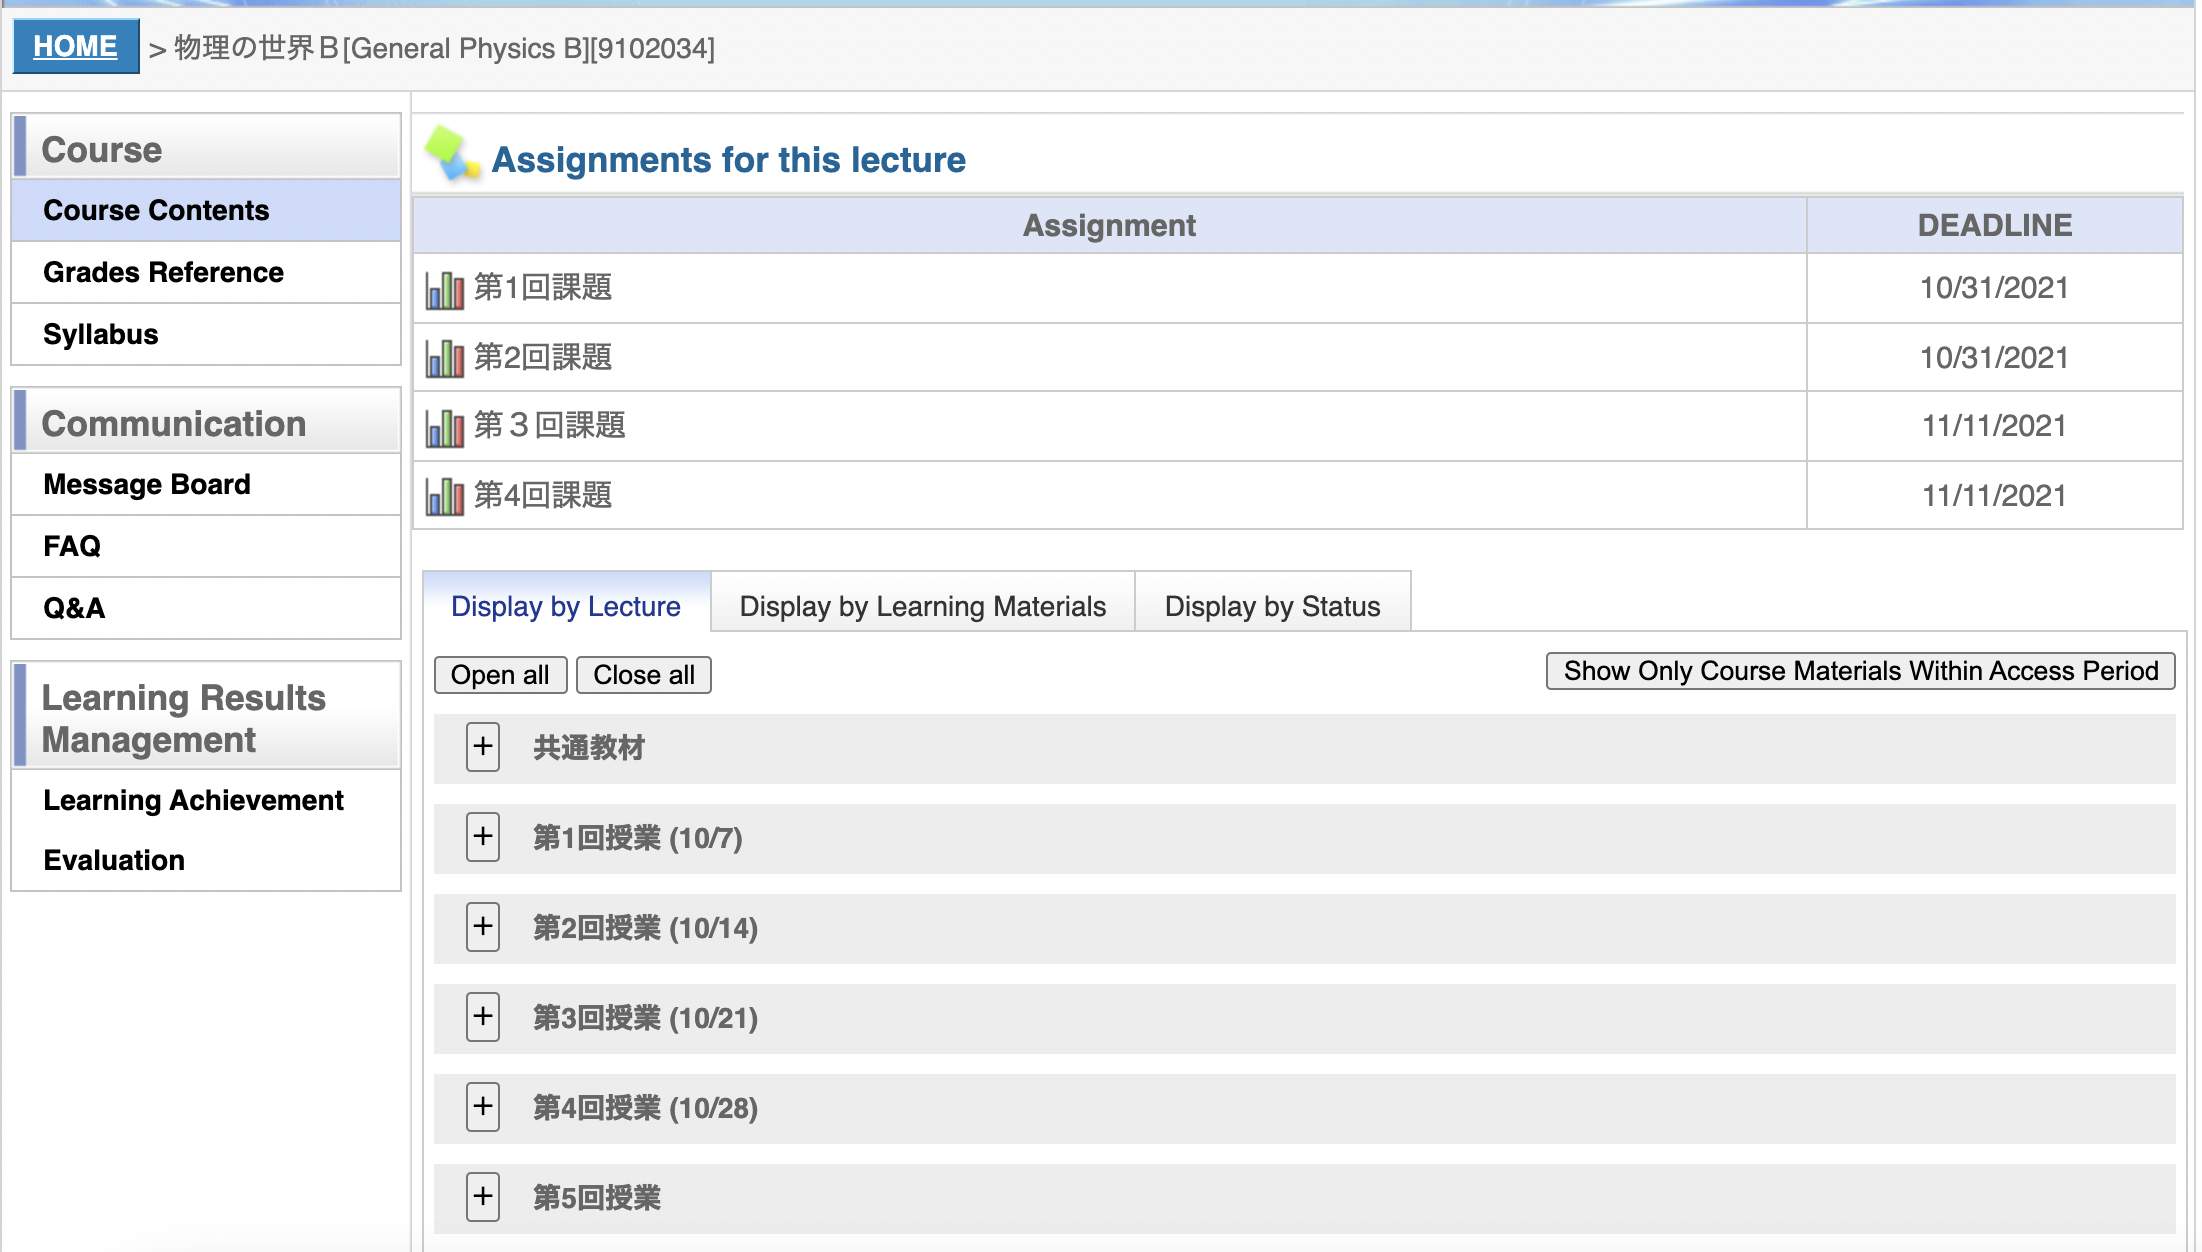 HOME > 物理の世界Ｂ[General Physics B][9102034]
Course
Course Contents
Grades Reference
Syllabus
Communication
Message Board
FAQ
Q&A
Learning Results
Management
Learning Achievement
Evaluation
Assignments for this lecture
Assignment DEADLINE
第1回課題 10/31/2021
第2回課題 10/31/2021
第３回課題 11/11/2021
第4回課題 11/11/2021
Display by Lecture Display by Learning Materials Display by Status
Open all Close all Show Only Course Materials Within Access Period
+ 共通教材
+ 第1回授業 (10/7)
+ 第2回授業 (10/14)
+ 第3回授業 (10/21)
+ 第4回授業 (10/28)
+ 第5回授業